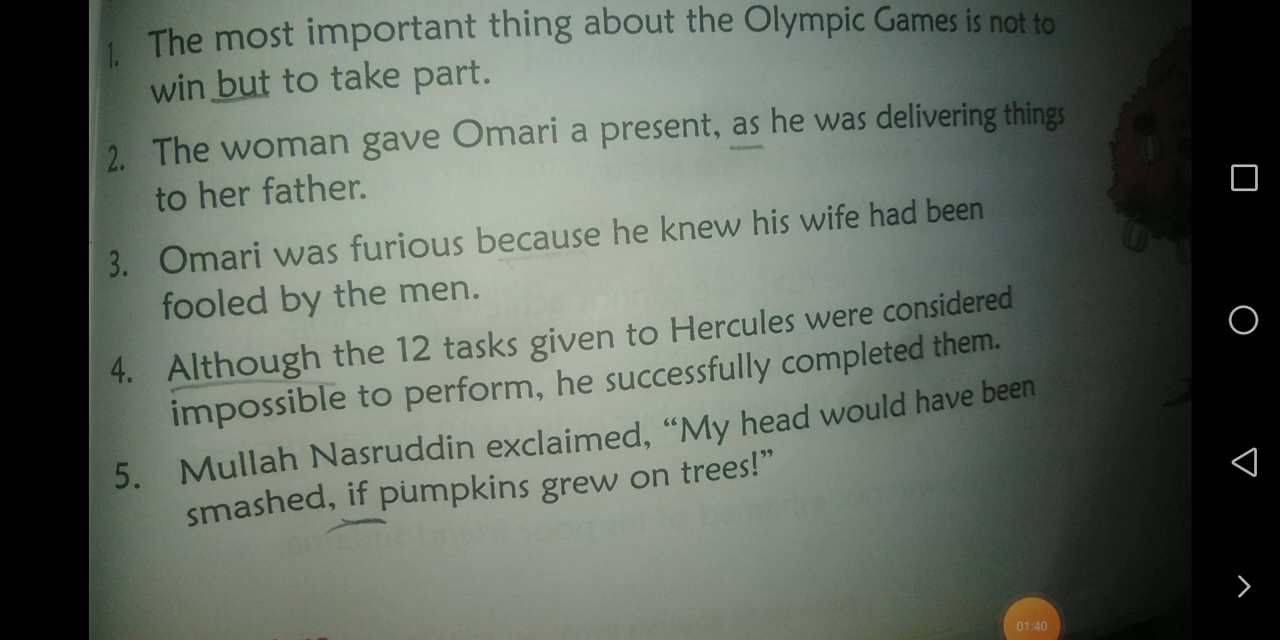 1. The most important thing about the Olympic Games is not to
win but to take part.
2. The woman gave Omari a present, as he was delivering things
to her father.
3. Omari was furious because he knew his wife had been
fooled by the men.
4. Although the 12 tasks given to Hercules were considered
impossible to perform, he successfully completed them.
5. Mullah Nasruddin exclaimed, “My head would have been
smashed, if pumpkins grew on trees!”
01:40